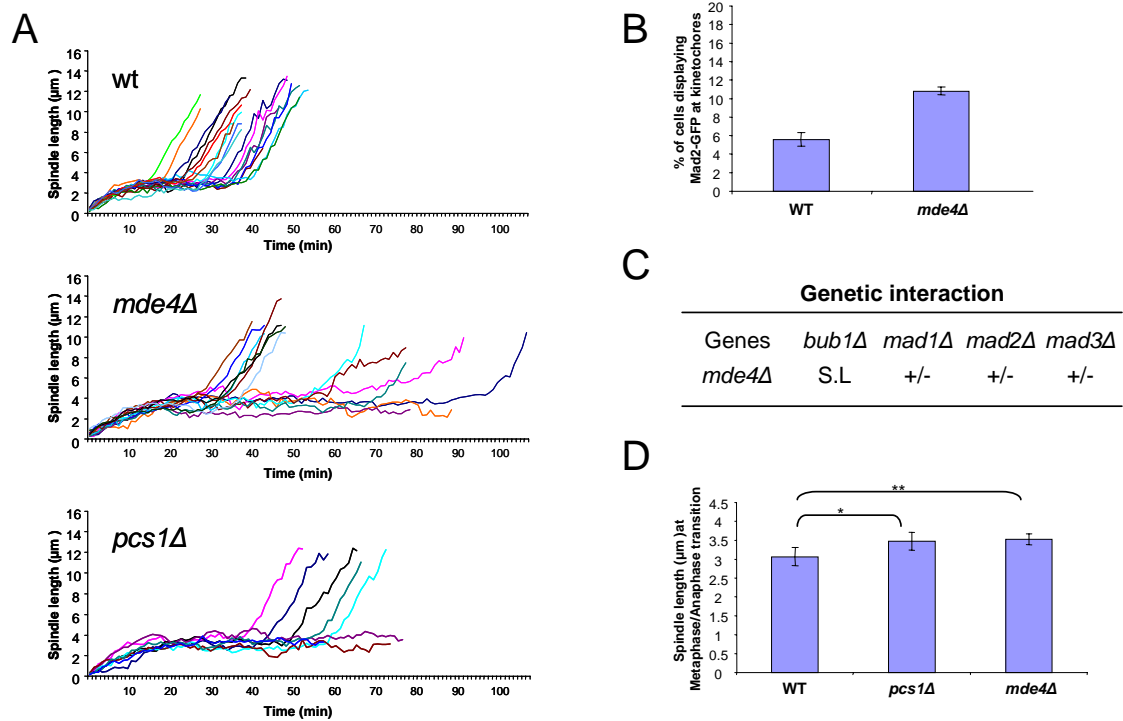 A
wt
Spindle length (µm )
16
14
12
10
8
6
4
2
0
10 20 30 40 50 60 70 80 90 100
Time (min)
mde4Δ
Spindle length (µm )
16
14
12
10
8
6
4
2
0
10 20 30 40 50 60 70 80 90 100
Time (min)
pcs1Δ
Spindle length (µm )
16
14
12
10
8
6
4
2
0
10 20 30 40 50 60 70 80 90 100
Time (min)
B
% of cells displaying
Mad2-GFP at kinetochores
20
18
16
14
12
10
8
6
4
2
0
WT mde4Δ
C
Genetic interaction
Genes bub1Δ mad1Δ mad2Δ mad3Δ
mde4Δ S.L +/- +/- +/-
D
Spindle length (µm )at
Metaphase/Anaphase transition
4.5
4
3.5
3
2.5
2
1.5
1
0.5
0
**
*
WT pcs1Δ mde4Δ